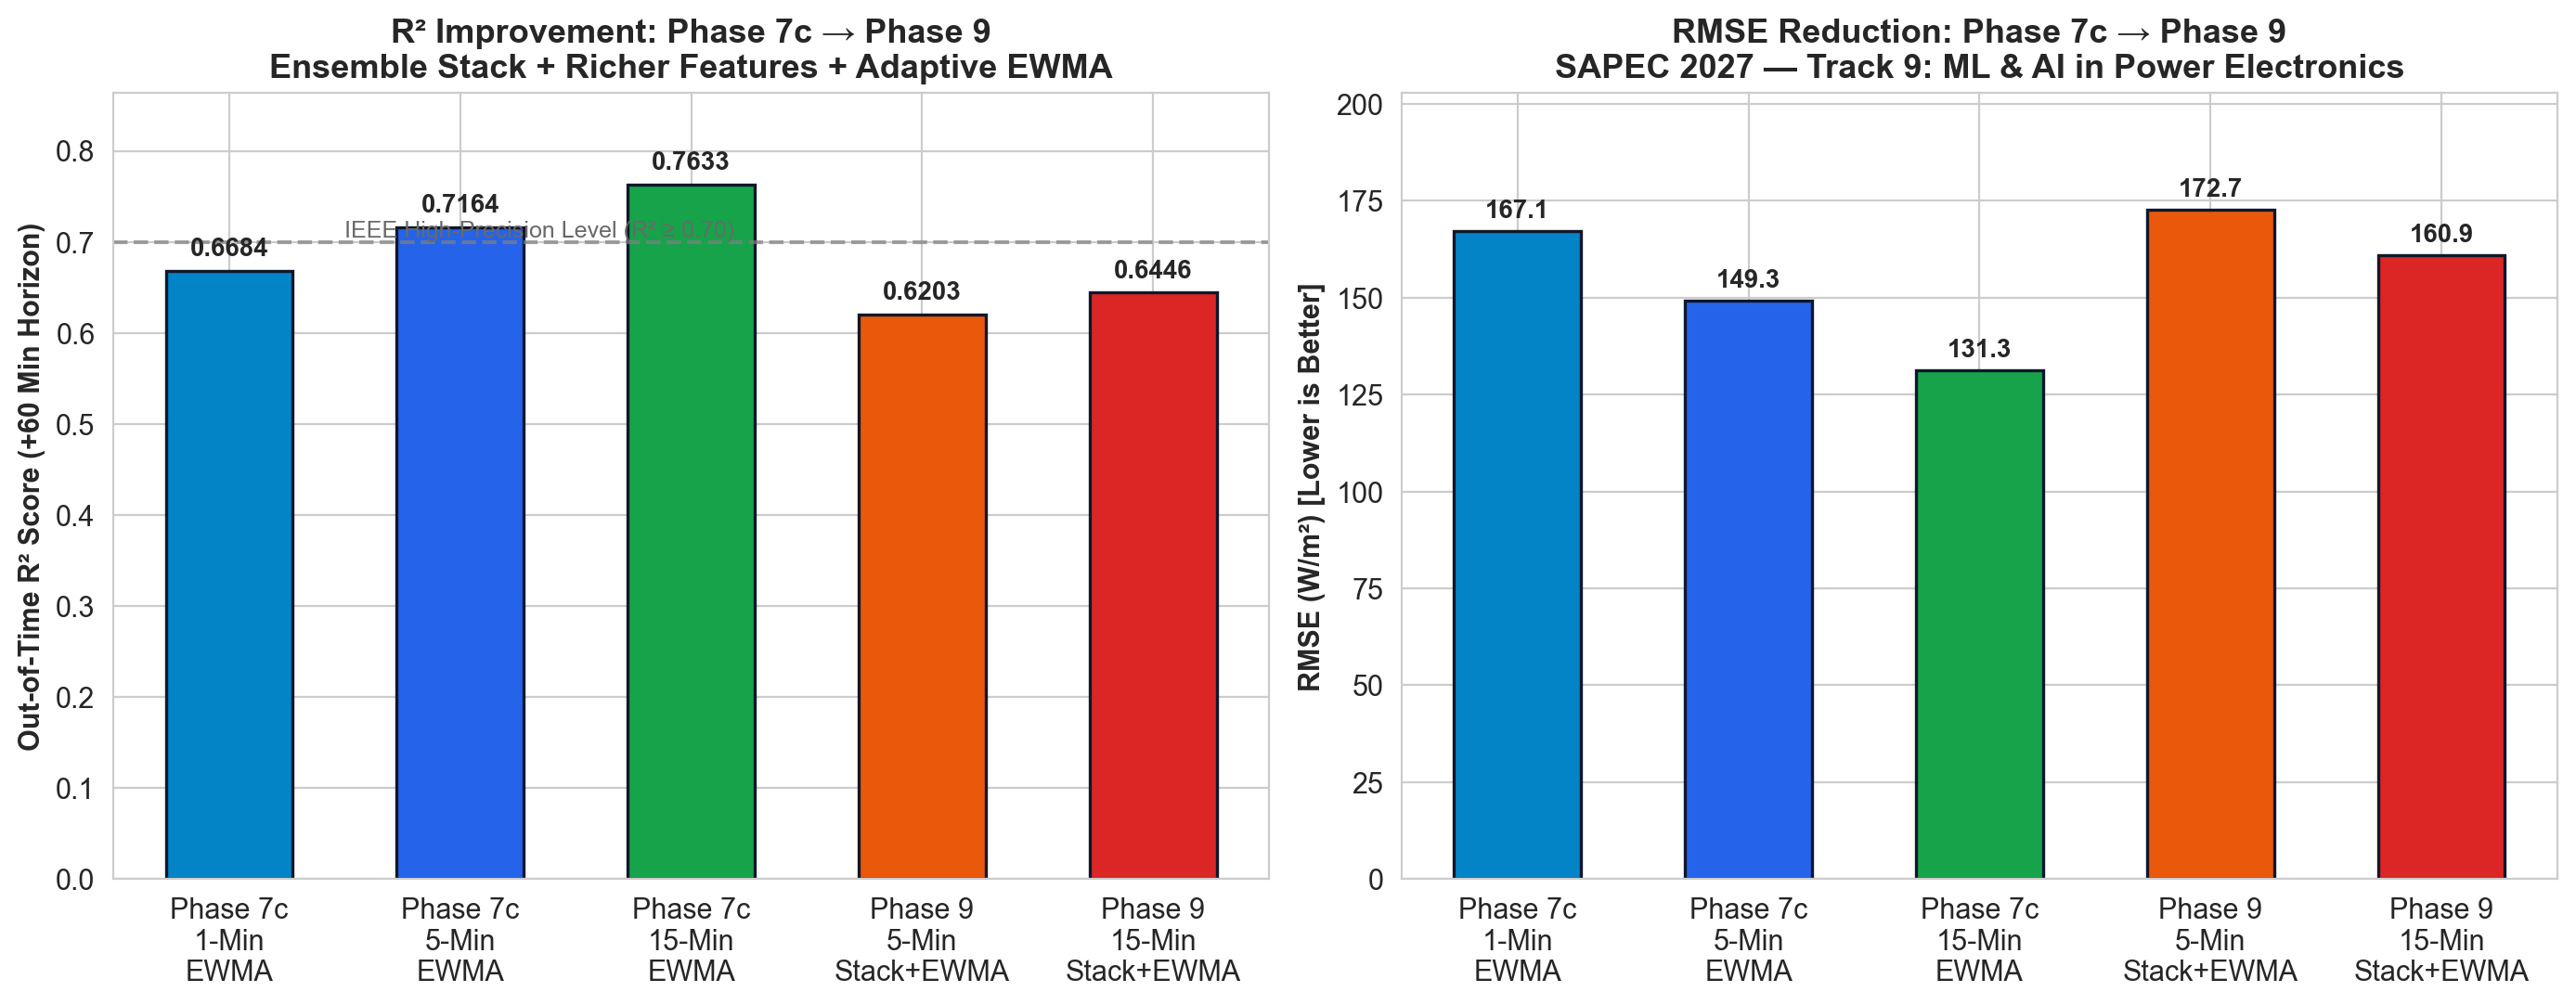 R² Improvement: Phase 7c → Phase 9
Ensemble Stack + Richer Features + Adaptive EWMA
Out-of-Time R² Score (+60 Min Horizon)
0.8
0.7
0.6
0.5
0.4
0.3
0.2
0.1
0.0
0.6684
0.7164
0.7633
0.6203
0.6446
IEEE High-Precision Level (R² ≥ 0.70)
Phase 7c
1-Min
EWMA
Phase 7c
5-Min
EWMA
Phase 7c
15-Min
EWMA
Phase 9
5-Min
Stack+EWMA
Phase 9
15-Min
Stack+EWMA
RMSE Reduction: Phase 7c → Phase 9
SAPEC 2027 — Track 9: ML & AI in Power Electronics
RMSE (W/m²) [Lower is Better]
200
175
150
125
100
75
50
25
0
167.1
149.3
131.3
172.7
160.9
Phase 7c
1-Min
EWMA
Phase 7c
5-Min
EWMA
Phase 7c
15-Min
EWMA
Phase 9
5-Min
Stack+EWMA
Phase 9
15-Min
Stack+EWMA